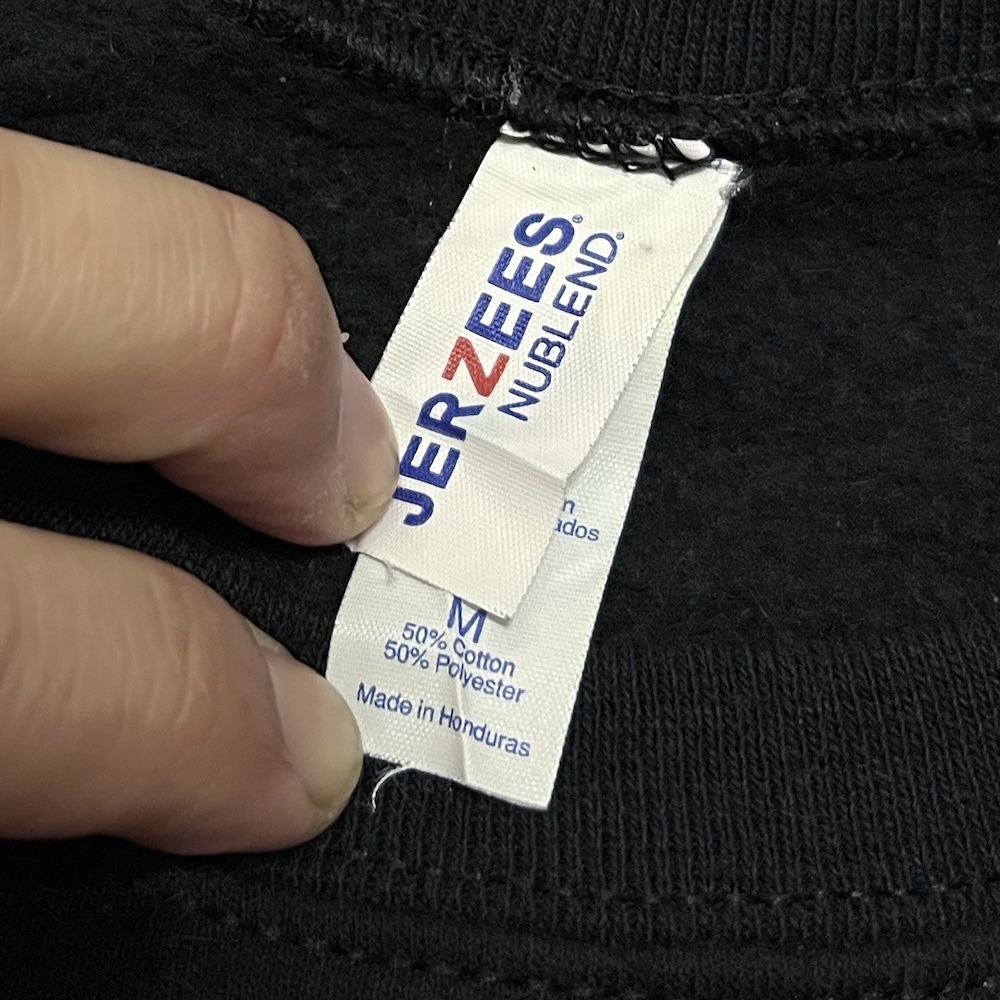 JERZEES®
NUBLEND®
M
50% Cotton
50% Polyester
Made in Honduras